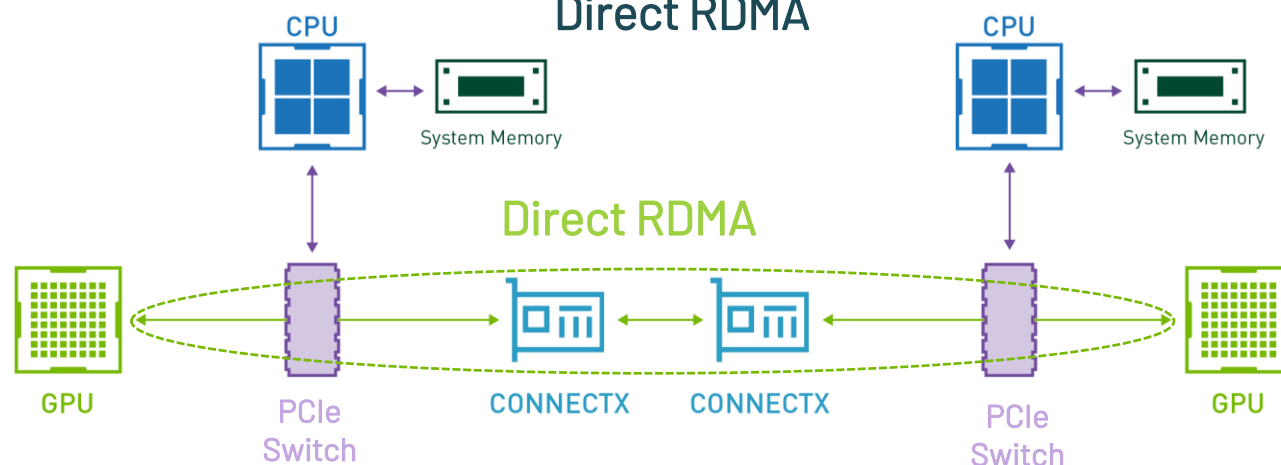 Direct RDMA
CPU
CPU
System Memory
System Memory
Direct RDMA
GPU
PCIe
Switch
CONNECTX
CONNECTX
PCIe
Switch
GPU